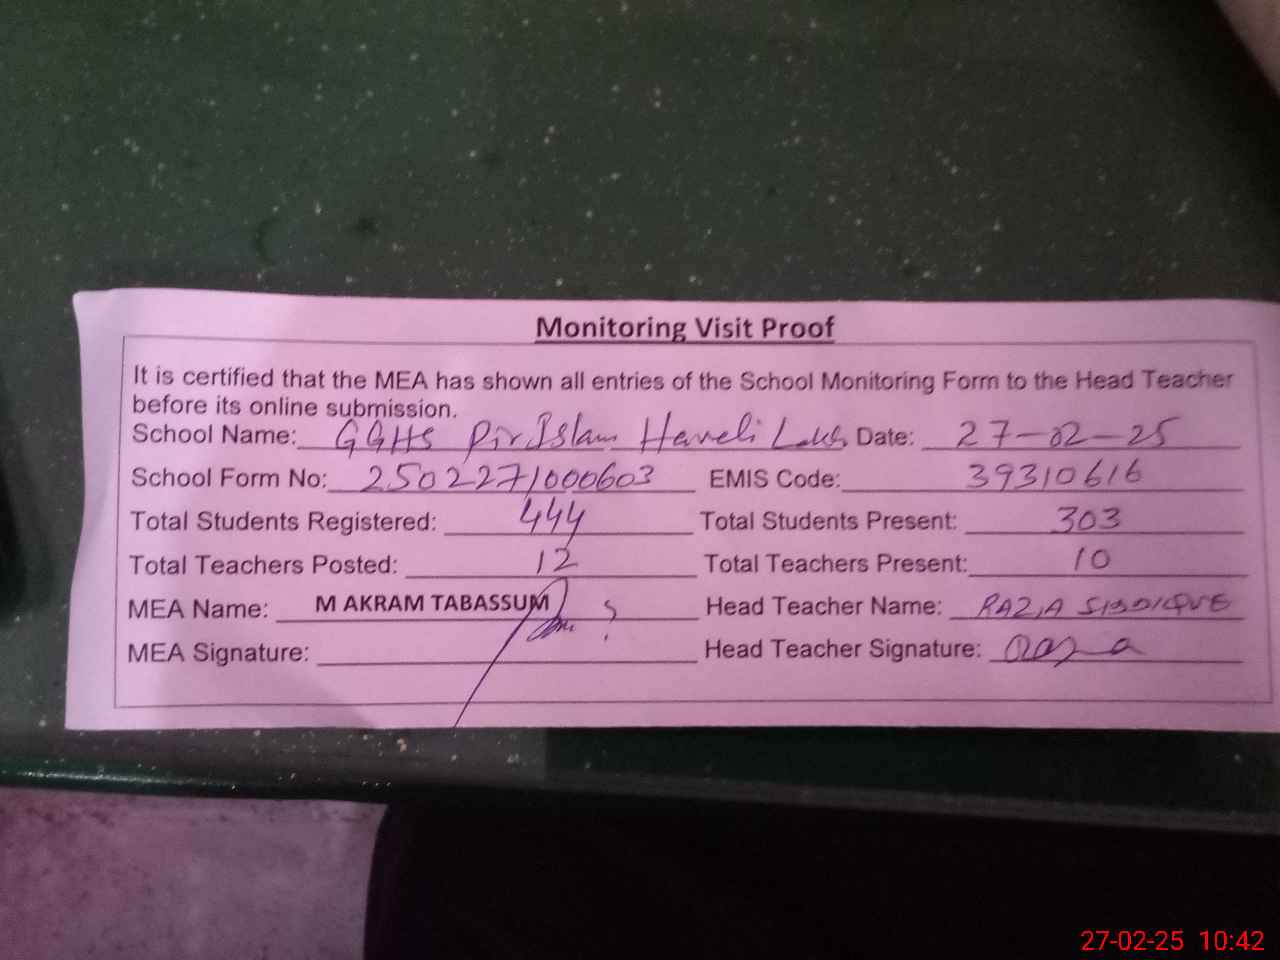 Monitoring Visit Proof
It is certified that the MEA has shown all entries of the School Monitoring Form to the Head Teacher
before its online submission.
School Name: GGHS Pir Islam Haveli Date: 27-02-25
School Form No: 2502271000603 EMIS Code: 39310616
Total Students Registered: 444 Total Students Present: 303
Total Teachers Posted: 12 Total Teachers Present: 10
MEA Name: M AKRAM TABASSUM Head Teacher Name: RAZIA SIDDIQUE
MEA Signature: Head Teacher Signature:
27-02-25 10:42